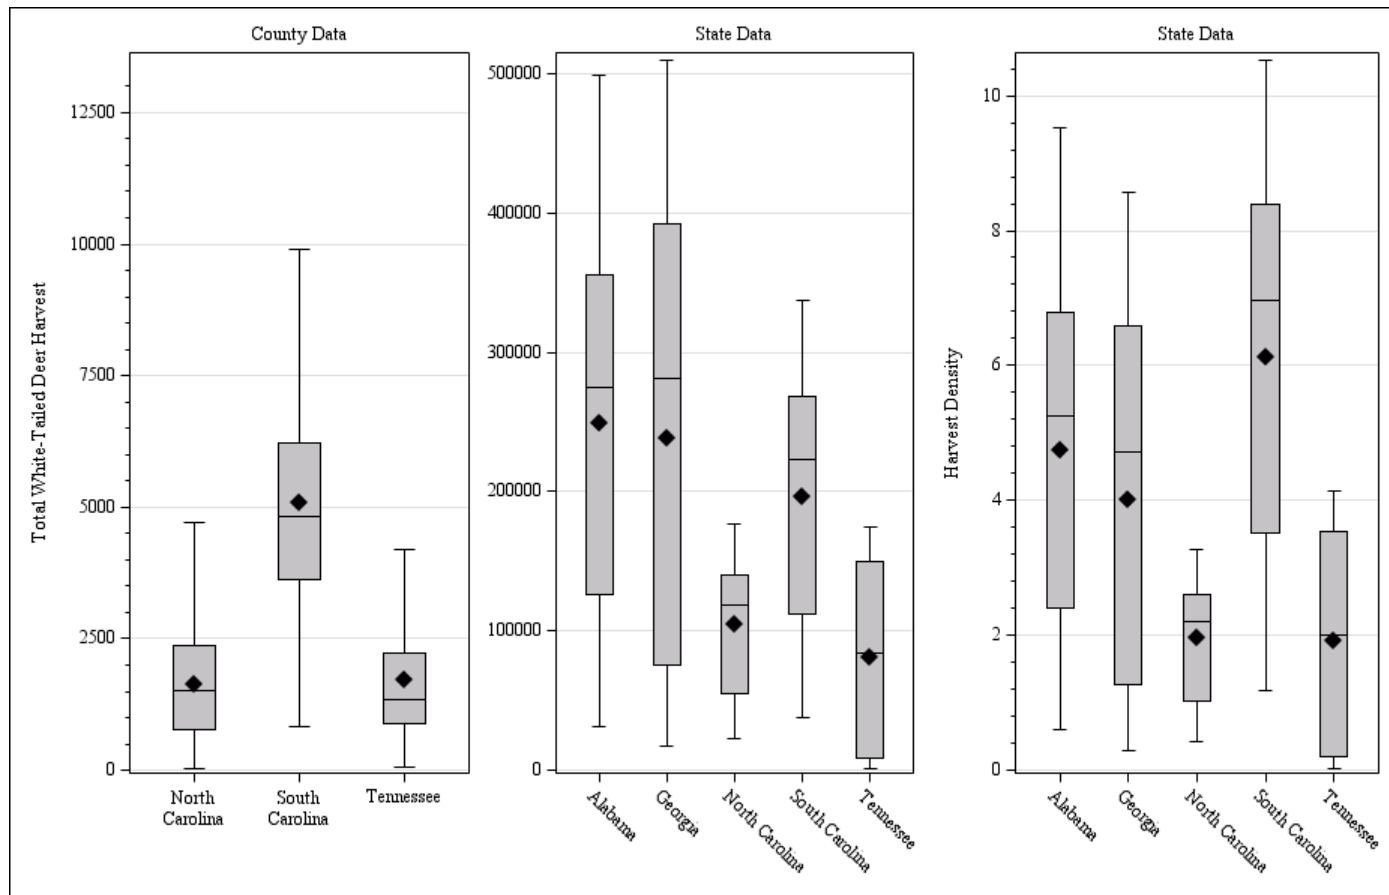 County Data
Total White-Tailed Deer Harvest
12500
10000
7500
5000
2500
0
North
Carolina
South
Carolina
Tennessee
State Data
500000
400000
300000
200000
100000
0
Alabama
Georgia
North Carolina
South Carolina
Tennessee
State Data
Harvest Density
10
8
6
4
2
0
Alabama
Georgia
North Carolina
South Carolina
Tennessee